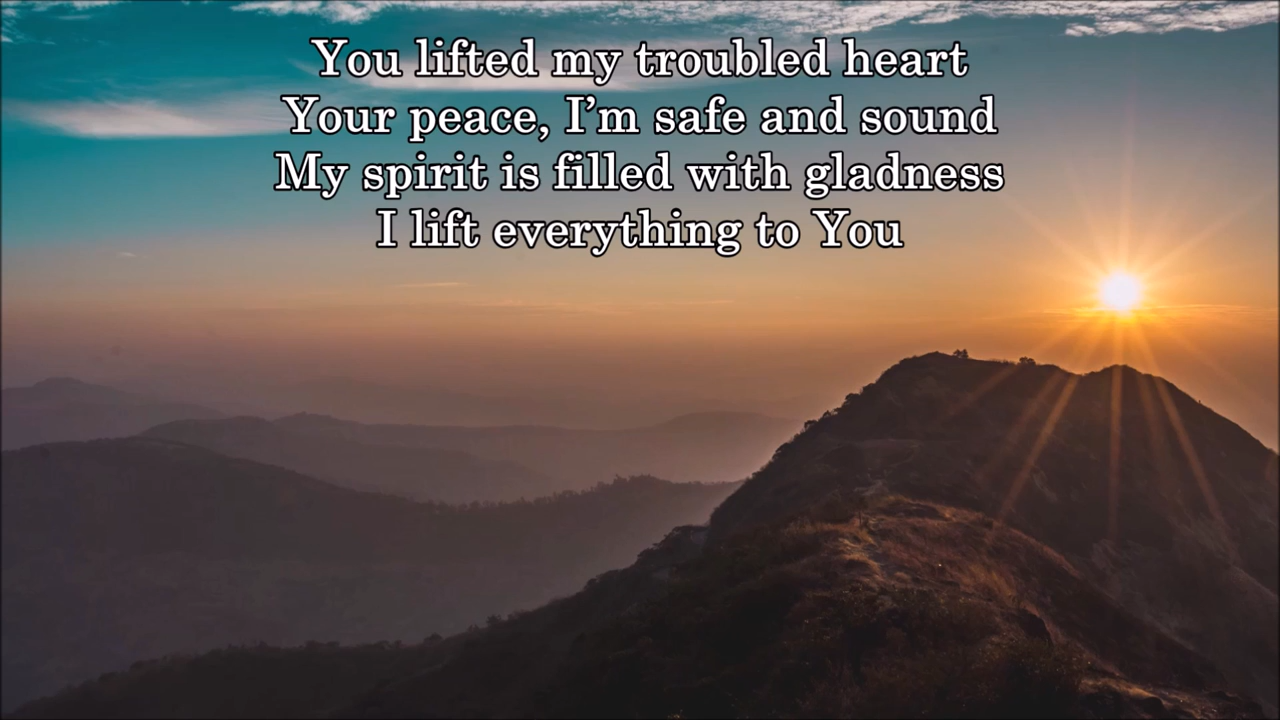 You lifted my troubled heart
Your peace, I’m safe and sound
My spirit is filled with gladness
I lift everything to You